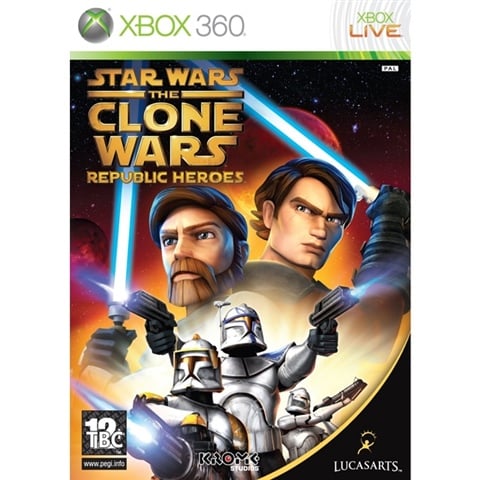 XBOX 360
XBOX
LIVE
PAL
STAR WARS
THE
CLONE
WARS
REPUBLIC HEROES
12
TBC
www.pegi.info
KROME
STUDIOS
LUCASARTS